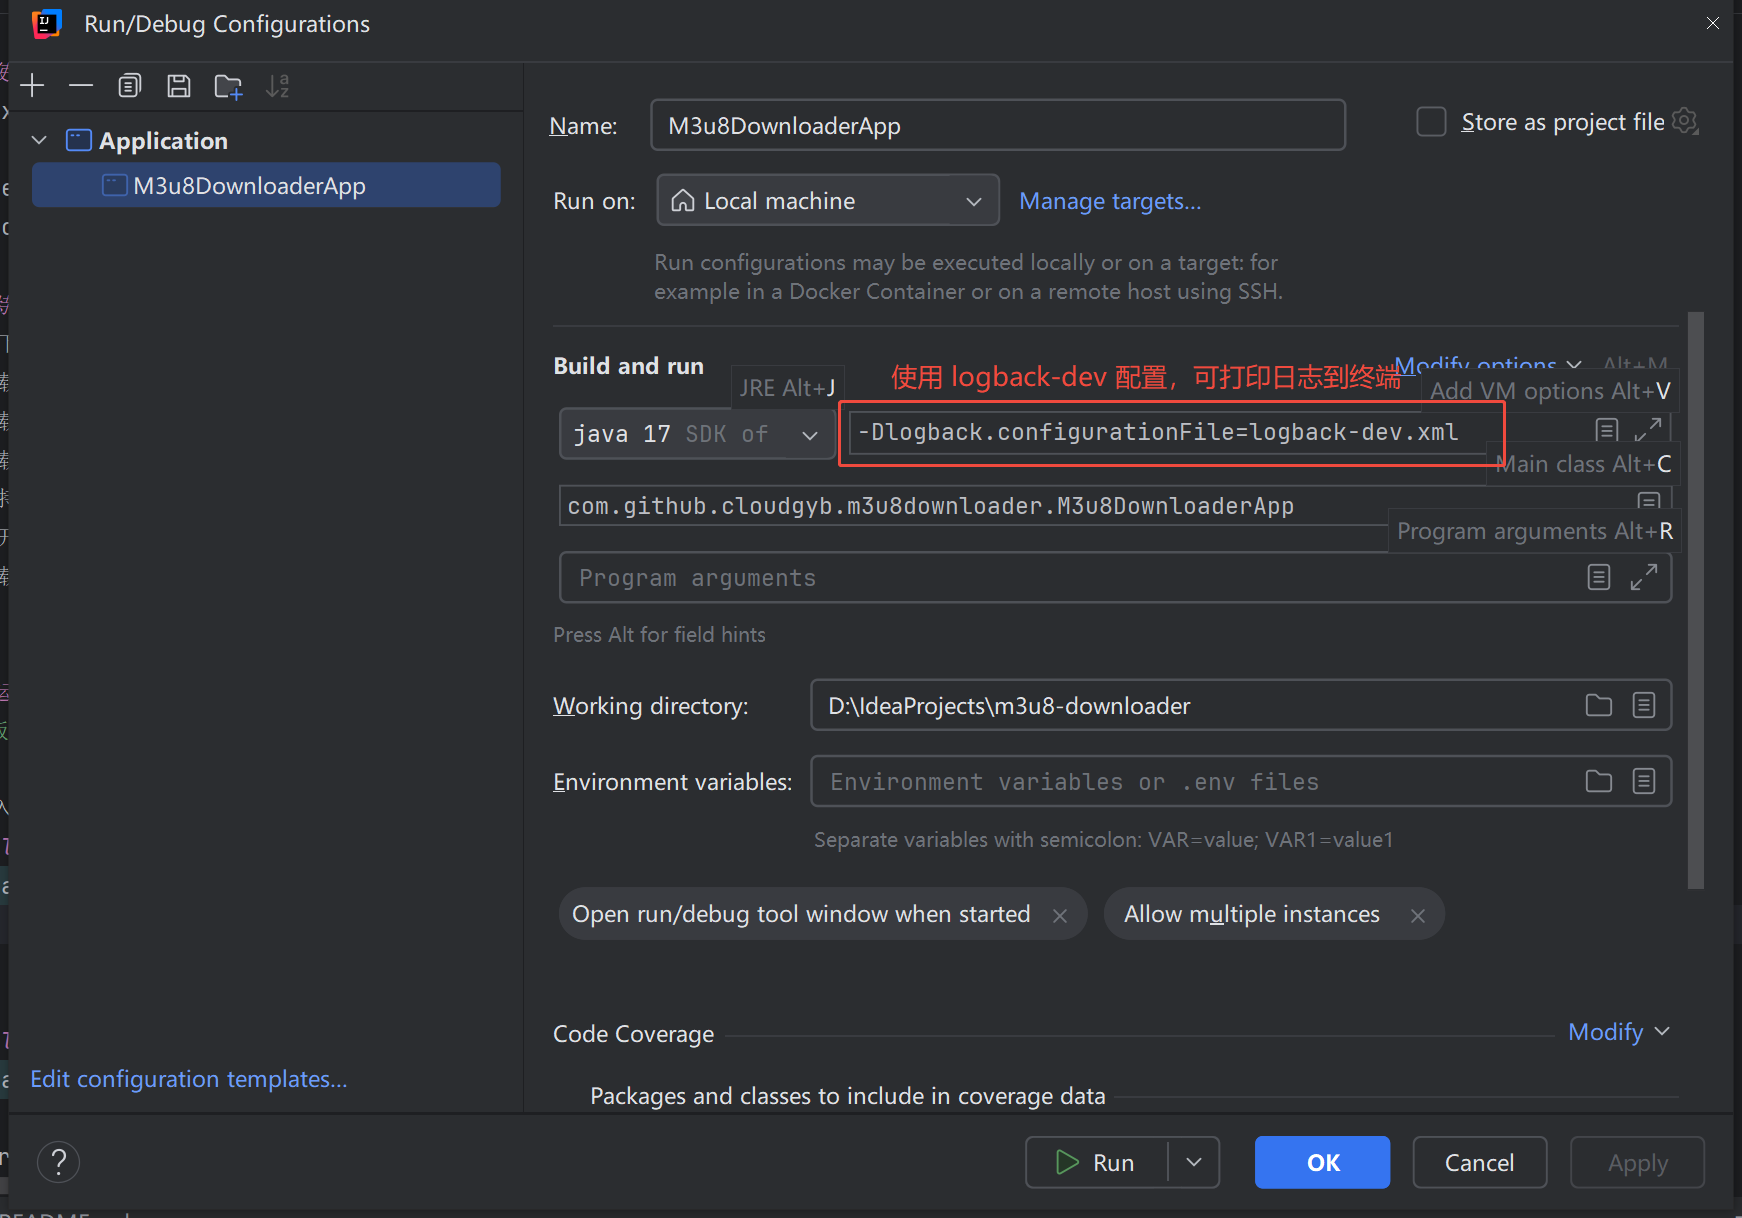 Run/Debug Configurations
Application
M3u8DownloaderApp
Name:
M3u8DownloaderApp
Store as project file
Run on:
Local machine
Manage targets...
Run configurations may be executed locally or on a target: for
example in a Docker Container or on a remote host using SSH.
Build and run
使用 logback-dev 配置，可打印日志到终端
Modify options
Alt+M
JRE Alt+J
Add VM options Alt+V
java 17 SDK of
-Dlogback.configurationFile=logback-dev.xml
Main class Alt+C
com.github.cloudgyb.m3u8downloader.M3u8DownloaderApp
Program arguments Alt+R
Program arguments
Press Alt for field hints
Working directory:
D:\IdeaProjects\m3u8-downloader
Environment variables:
Environment variables or .env files
Separate variables with semicolon: VAR=value; VAR1=value1
Open run/debug tool window when started
Allow multiple instances
Code Coverage
Modify
Packages and classes to include in coverage data
Edit configuration templates...
?
Run
OK
Cancel
Apply